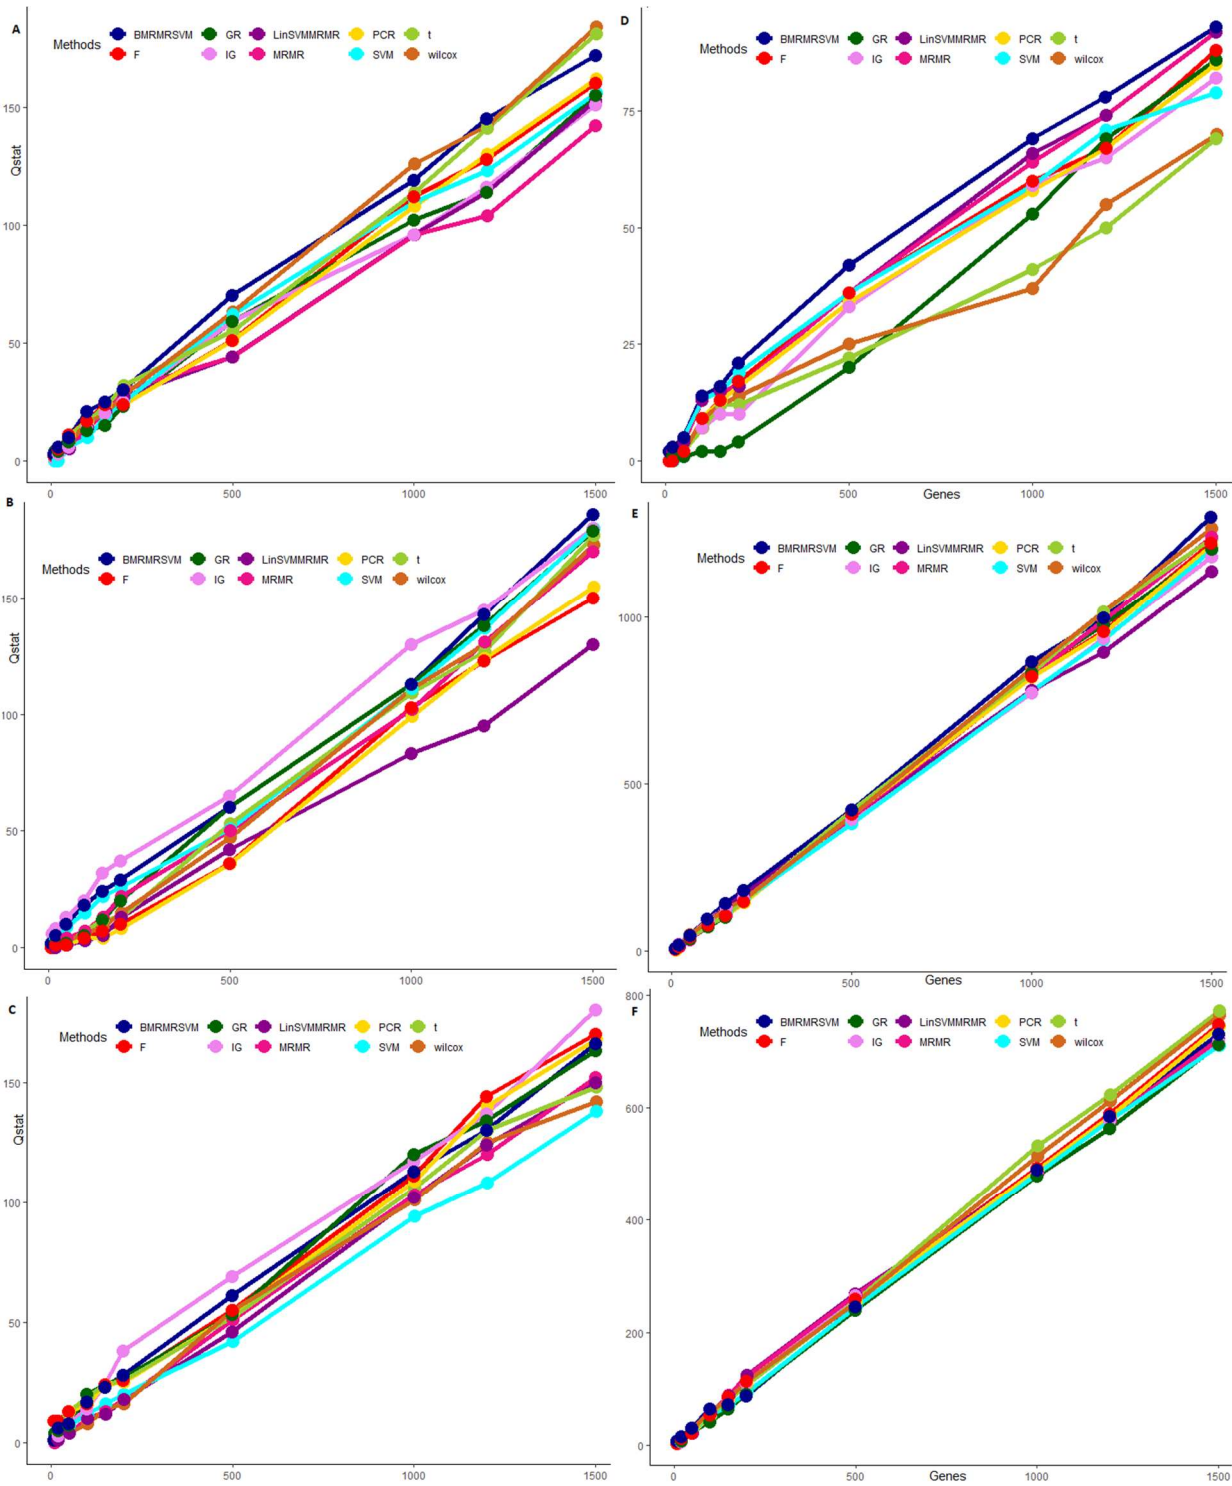 A
Methods
BMRMRSVM GR LinSVMMRMR PCR t
F IG MRMR SVM wilcox
Qstat
150
100
50
0
0 500 1000 1500
D
Methods
BMRMRSVM GR LinSVMMRMR PCR t
F IG MRMR SVM wilcox
75
50
25
0
0 500 1000 1500
Genes
B
Methods
BMRMRSVM GR LinSVMMRMR PCR t
F IG MRMR SVM wilcox
Qstat
150
100
50
0
0 500 1000 1500
E
Methods
BMRMRSVM GR LinSVMMRMR PCR t
F IG MRMR SVM wilcox
1000
500
0
0 500 1000 1500
Genes
C
Methods
BMRMRSVM GR LinSVMMRMR PCR t
F IG MRMR SVM wilcox
Qstat
150
100
50
0
0 500 1000 1500
F
Methods
BMRMRSVM GR LinSVMMRMR PCR t
F IG MRMR SVM wilcox
800
600
400
200
0
0 500 1000 1500
Genes